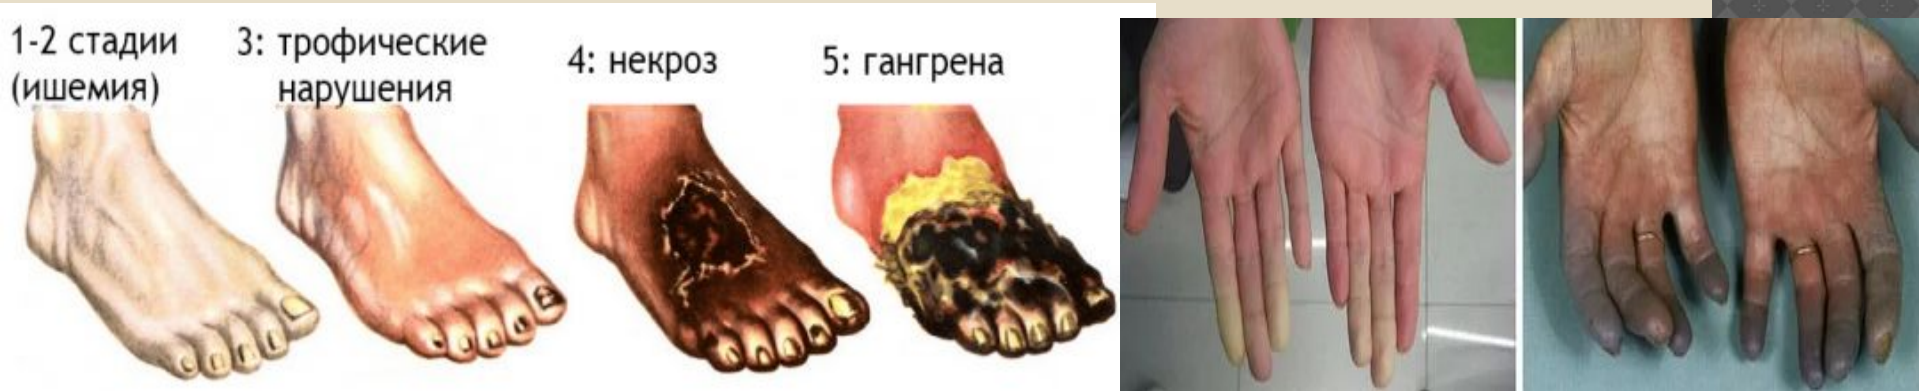 1-2 стадии
(ишемия)
3: трофические
нарушения
4: некроз
5: гангрена